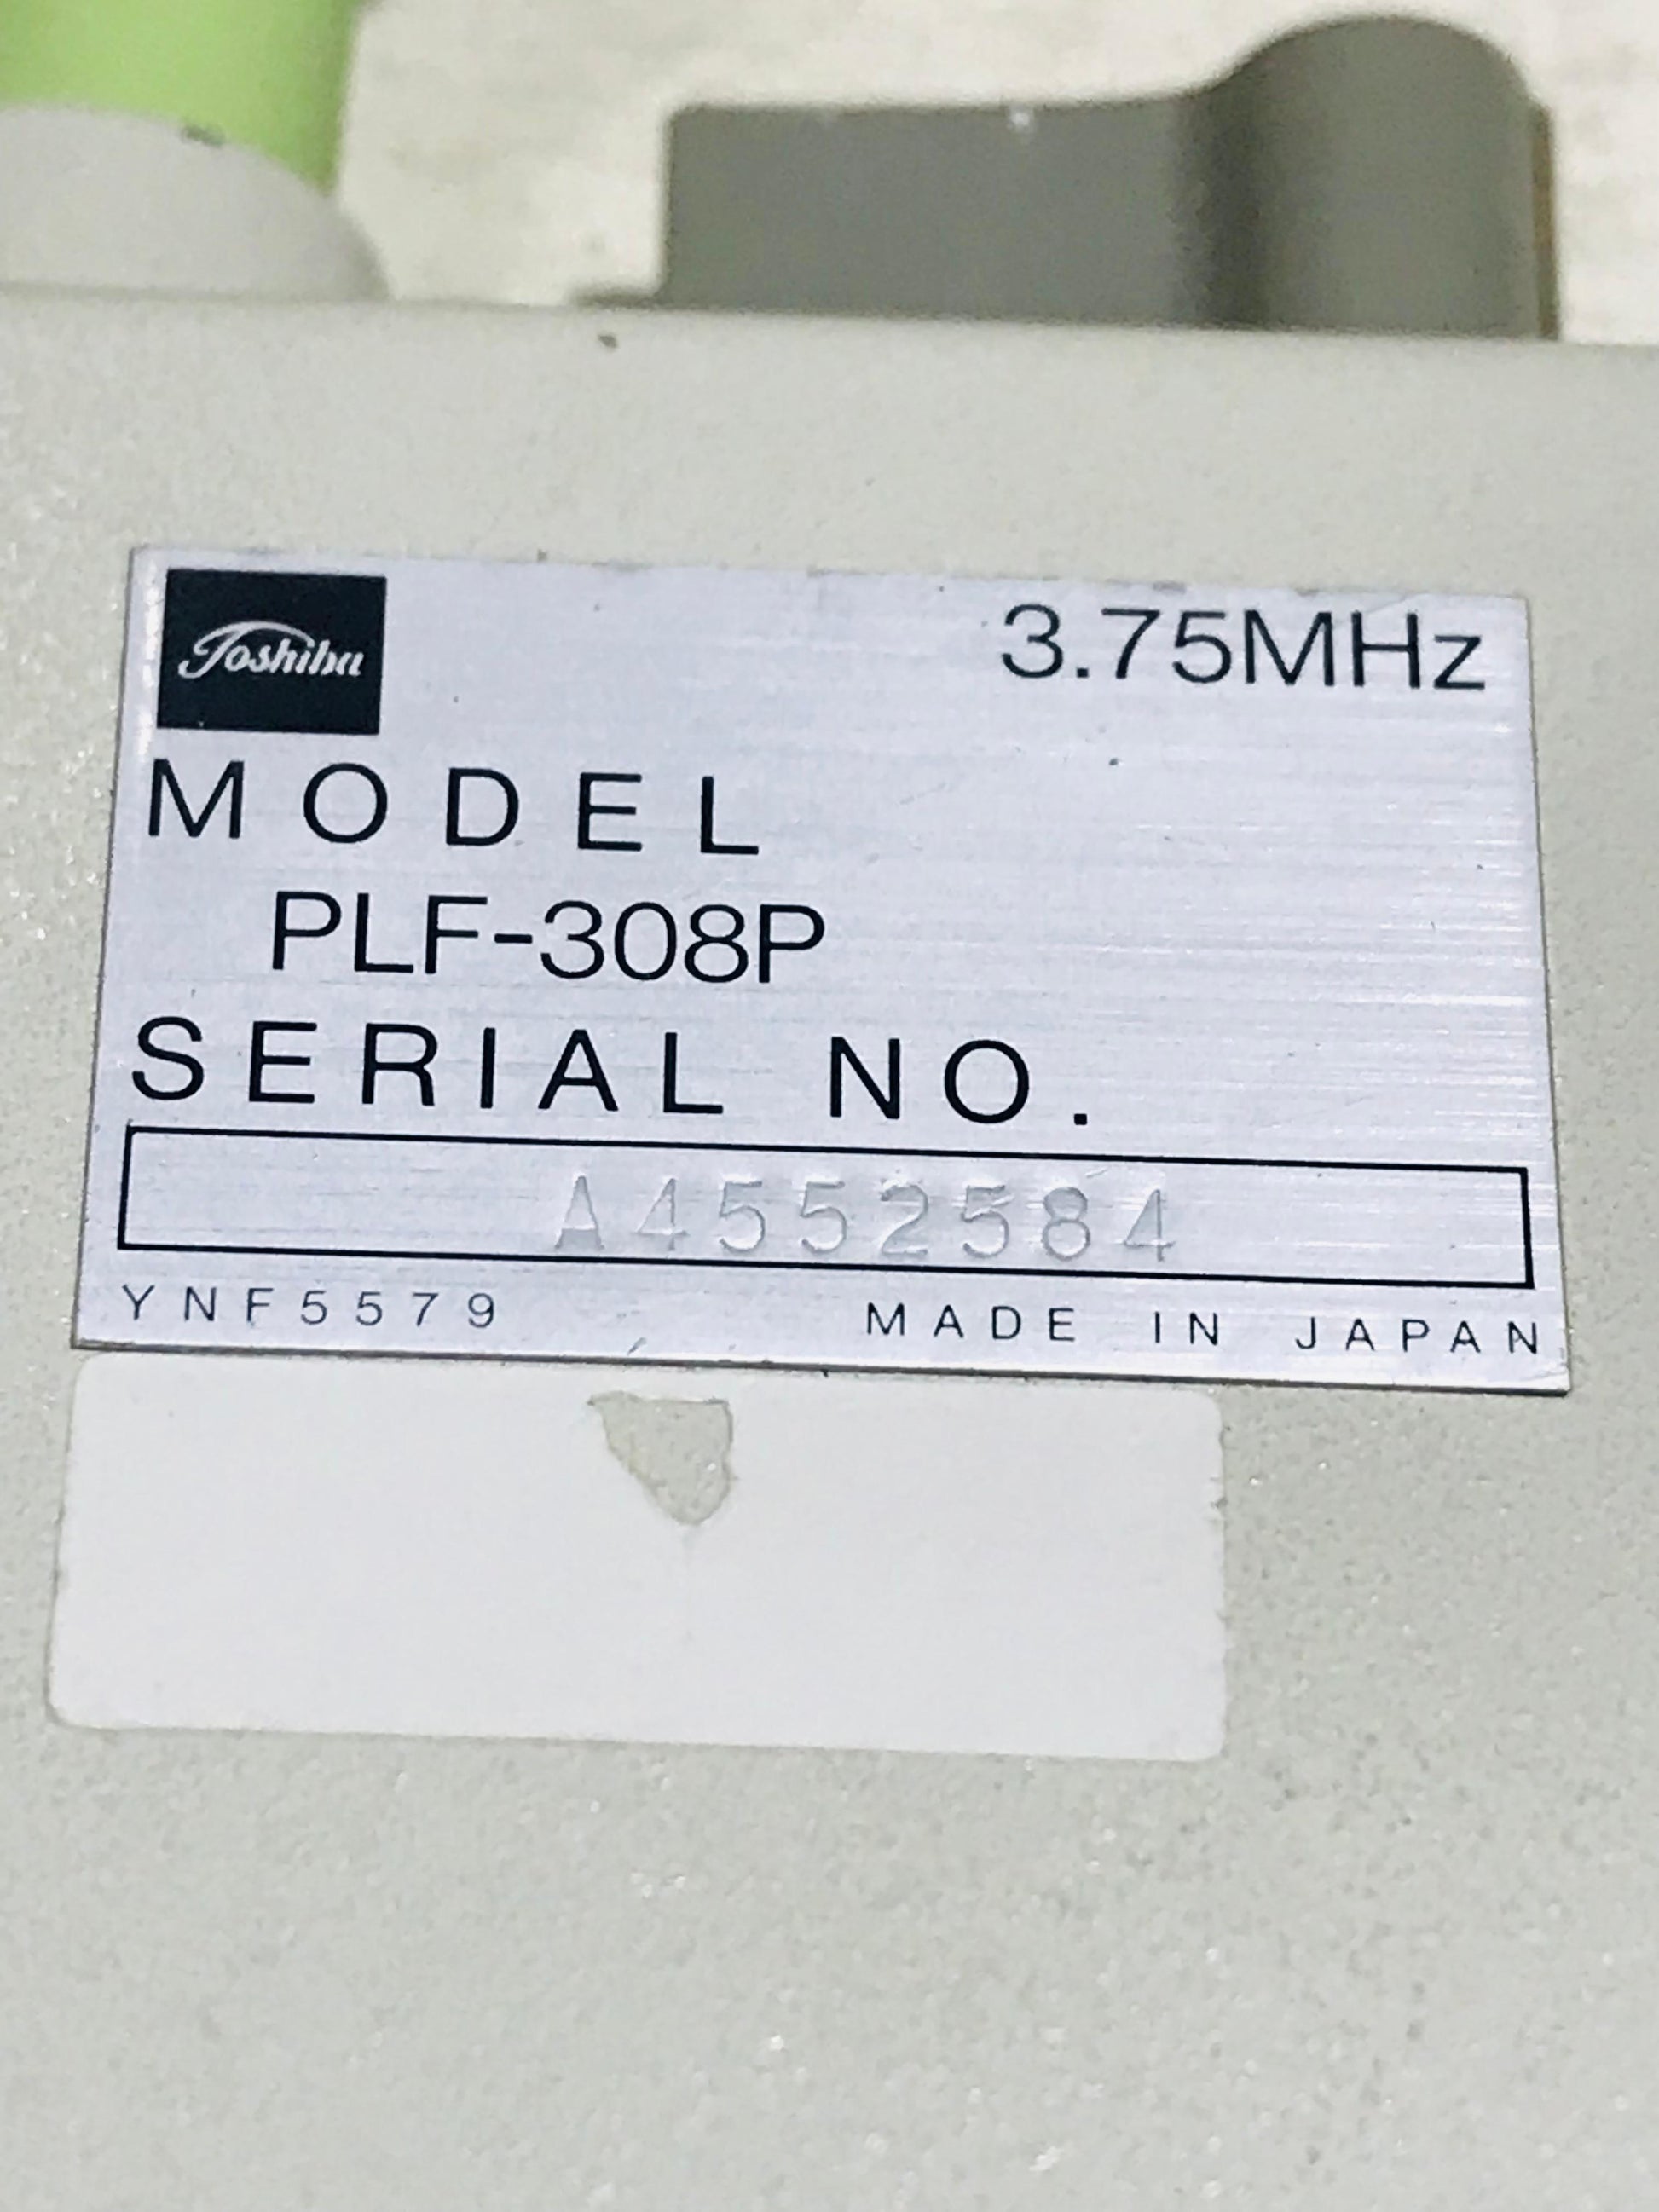 Toshiba
3.75MHz
MODEL
PLF-308P
SERIAL NO.
A4552584
YNF5579 MADE IN JAPAN